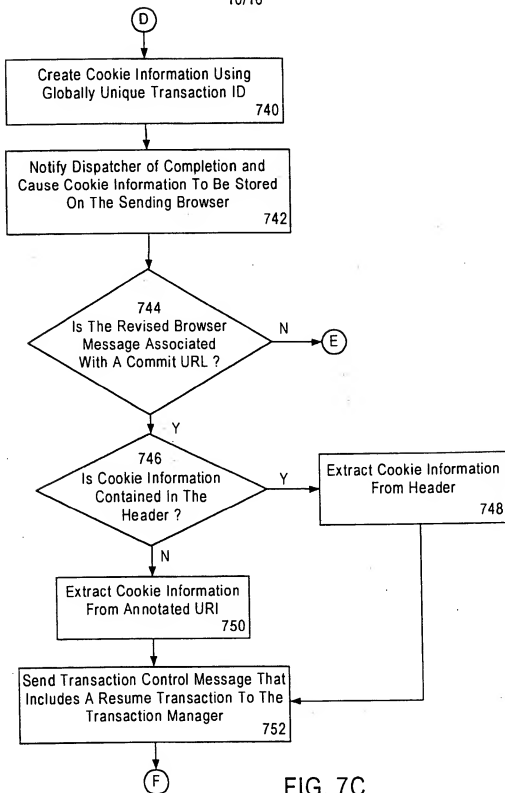 D
Create Cookie Information Using
Globally Unique Transaction ID
740
Notify Dispatcher of Completion and
Cause Cookie Information To Be Stored
On The Sending Browser
742
744
Is The Revised Browser
Message Associated
With A Commit URL ?
N
E
Y
746
Is Cookie Information
Contained In The
Header ?
Y
Extract Cookie Information
From Header
748
N
Extract Cookie Information
From Annotated URI
750
Send Transaction Control Message That
Includes A Resume Transaction To The
Transaction Manager
752
F
FIG. 7C